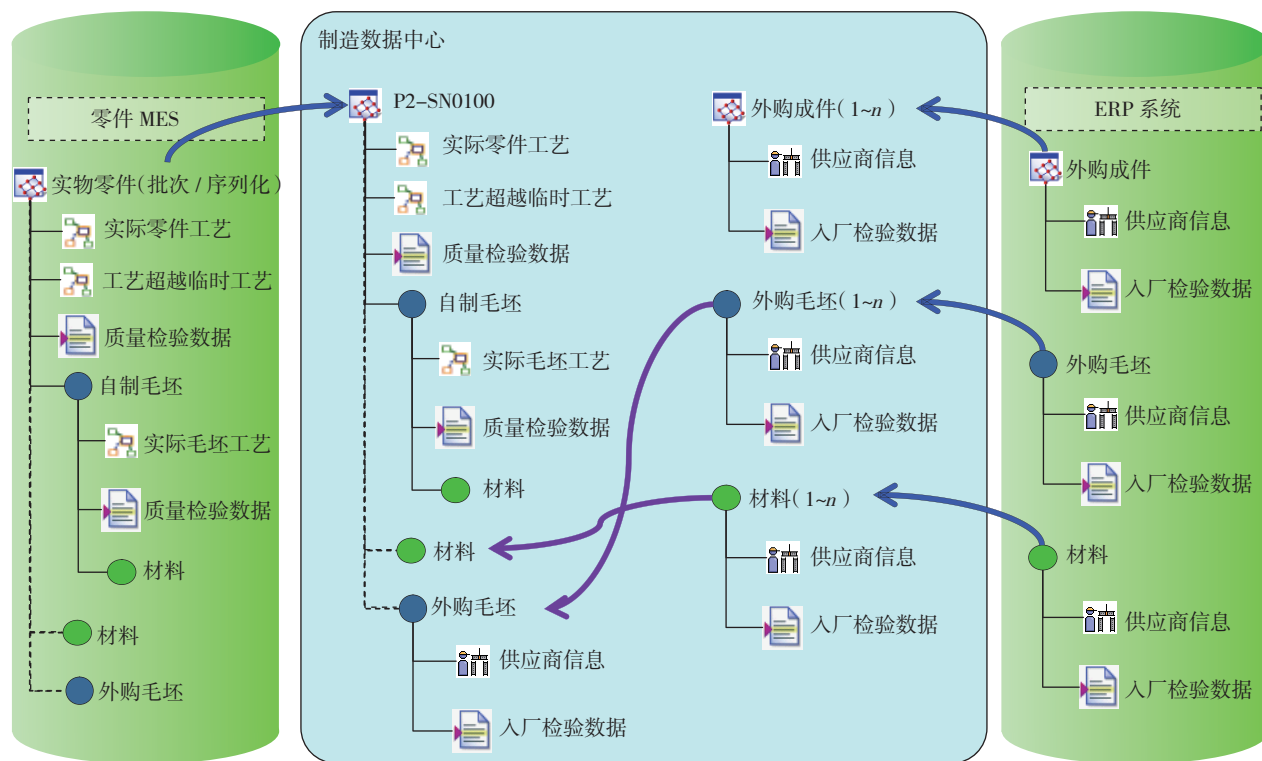 零件 MES
实物零件(批次 / 序列化)
实际零件工艺
工艺超越临时工艺
质量检验数据
自制毛坯
实际毛坯工艺
质量检验数据
材料
材料
外购毛坯
制造数据中心
P2-SN0100
实际零件工艺
工艺超越临时工艺
质量检验数据
自制毛坯
实际毛坯工艺
质量检验数据
材料
材料
外购毛坯
供应商信息
入厂检验数据
外购成件(1~n)
供应商信息
入厂检验数据
外购毛坯(1~n)
供应商信息
入厂检验数据
材料(1~n)
供应商信息
入厂检验数据
ERP 系统
外购成件
供应商信息
入厂检验数据
外购毛坯
供应商信息
入厂检验数据
材料
供应商信息
入厂检验数据